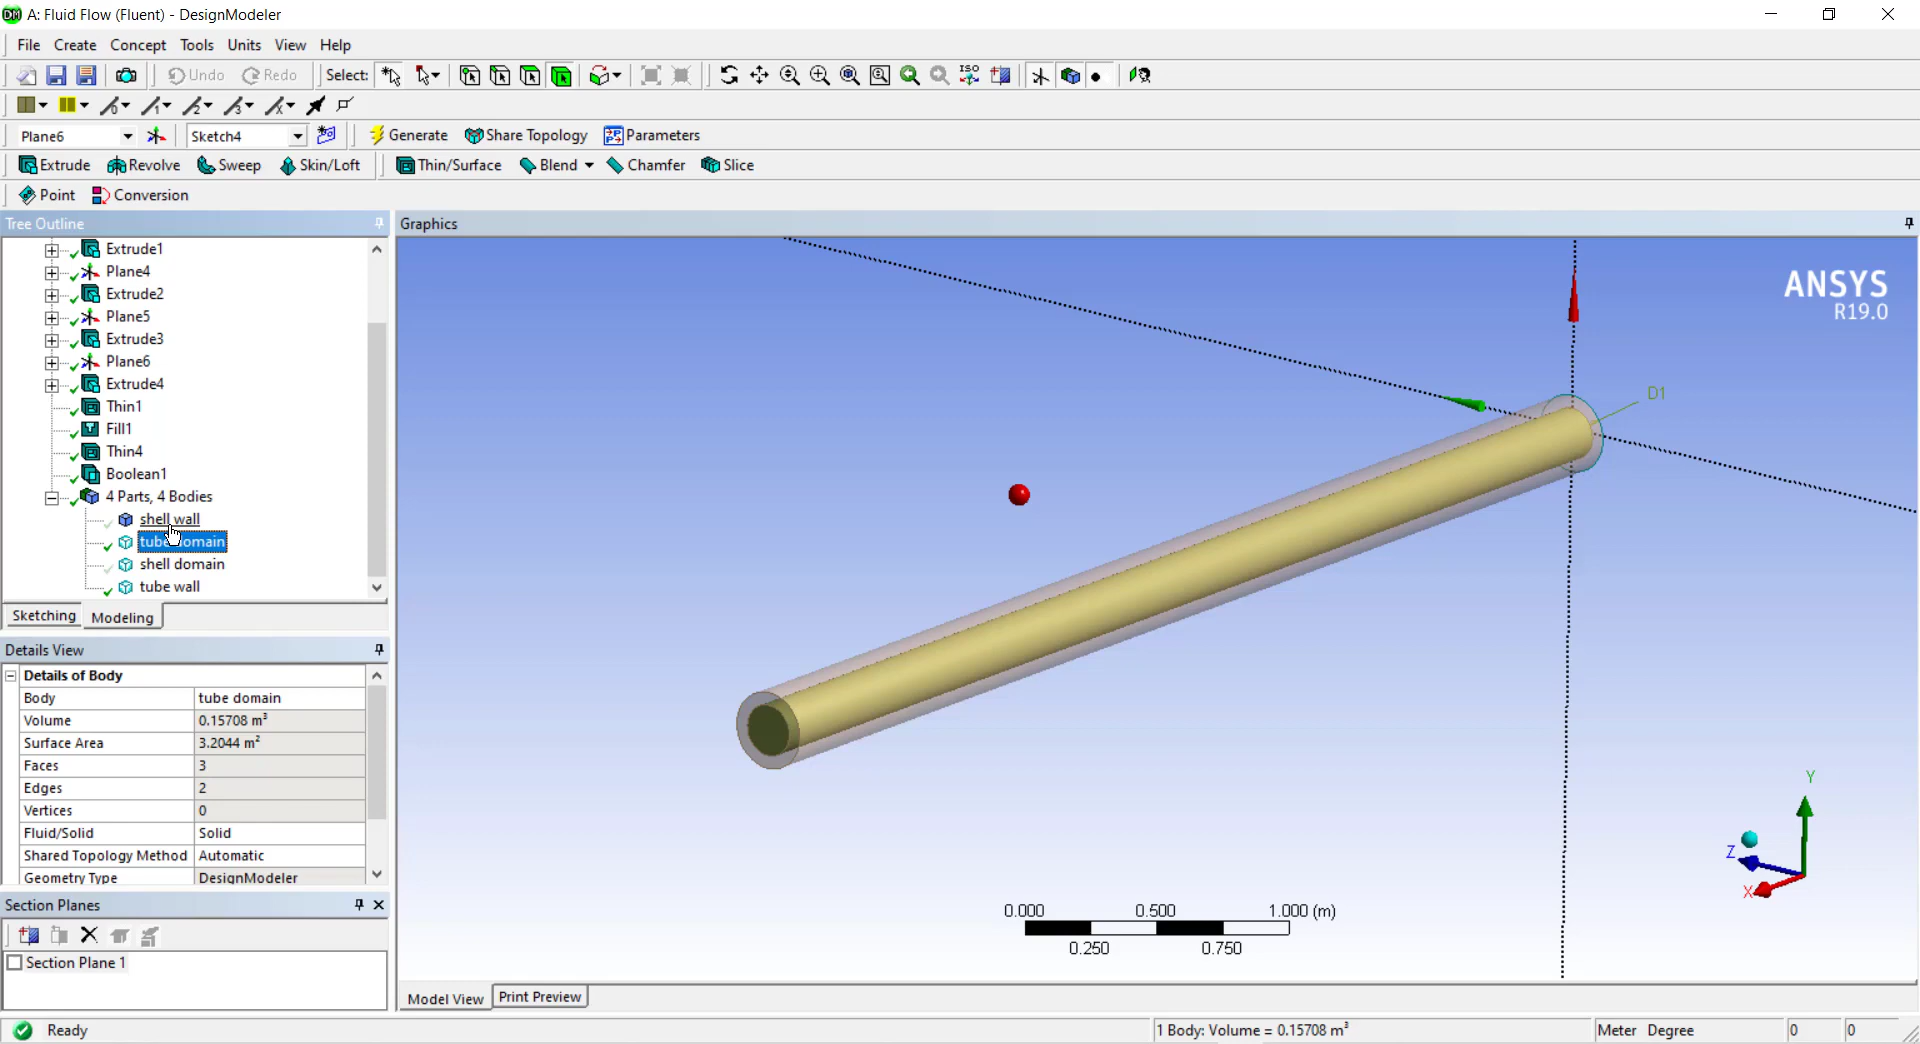 A: Fluid Flow (Fluent) - DesignModeler
File Create Concept Tools Units View Help
Undo Redo Select: ISO
Plane6 Sketch4 Generate Share Topology Parameters
Extrude Revolve Sweep Skin/Loft Thin/Surface Blend Chamfer Slice
Point Conversion
Tree Outline
Extrude1
Plane4
Extrude2
Plane5
Extrude3
Plane6
Extrude4
Thin1
Fill1
Thin4
Boolean1
4 Parts, 4 Bodies
shell wall
tube domain
shell domain
tube wall
Sketching Modeling
Details View
Details of Body
Body tube domain
Volume 0.15708 m³
Surface Area 3.2044 m²
Faces 3
Edges 2
Vertices 0
Fluid/Solid Solid
Shared Topology Method Automatic
Geometry Type DesignModeler
Section Planes
Section Plane 1
Graphics
ANSYS
R19.0
D1
Y
Z
X
0.000 0.500 1.000 (m)
0.250 0.750
Model View Print Preview
Ready 1 Body: Volume = 0.15708 m³ Meter Degree 0 0